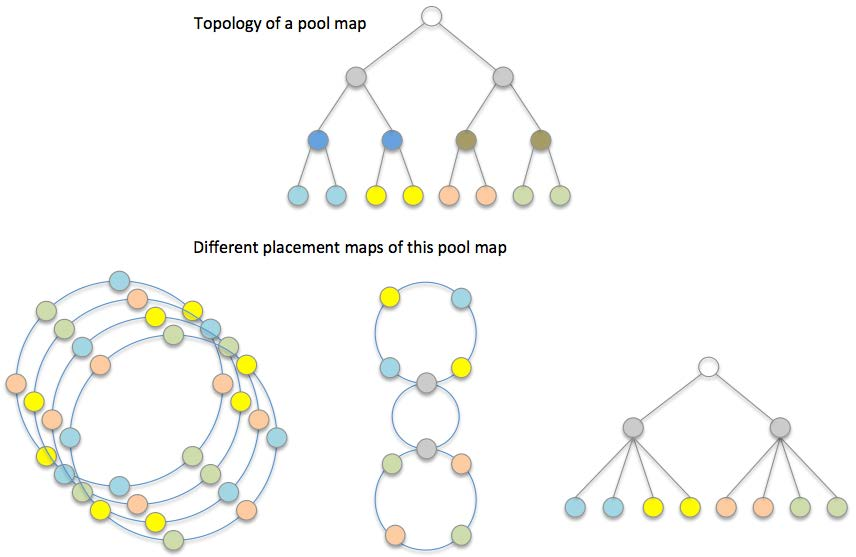 Topology of a pool map
Different placement maps of this pool map